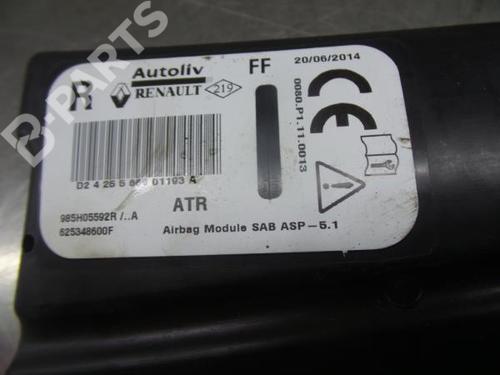 B-PARTS
R
Autoliv
RENAULT
219
FF
20/06/2014
0080.P1.11.0013
CE
D2 4 26 5
01193 A
985H05592R /..A
625348600F
ATR
Airbag Module SAB ASP-5.1